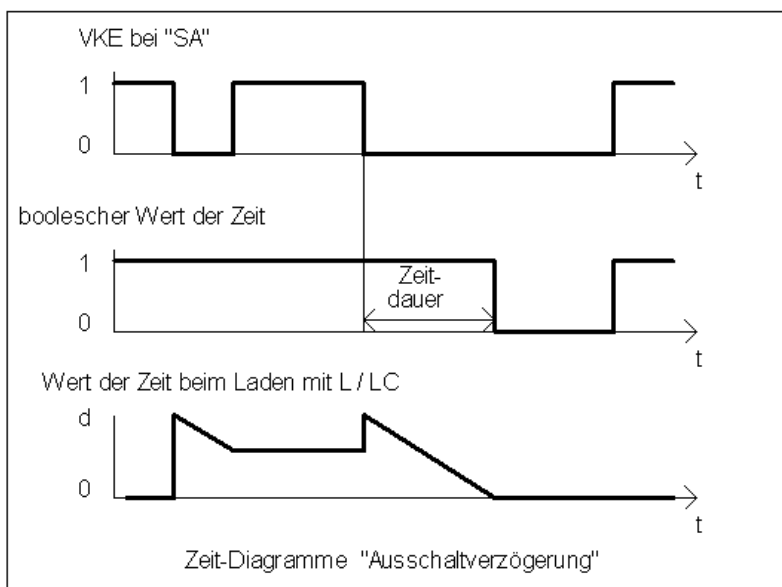 VKE bei "SA"
1
0
t
boolescher Wert der Zeit
1
Zeit-
dauer
0
t
Wert der Zeit beim Laden mit L / LC
d
0
t
Zeit-Diagramme "Ausschaltverzögerung"